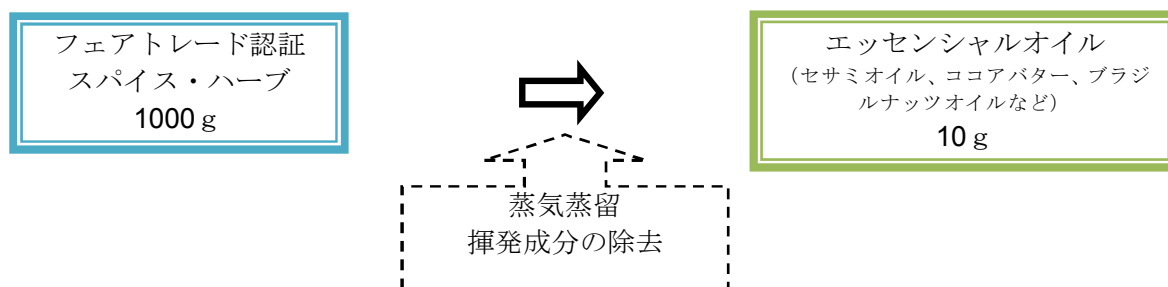 フェアトレード認証
スパイス・ハーブ
1000ｇ
エッセンシャルオイル
（セサミオイル、ココアバター、ブラジ
ルナッツオイルなど）
10ｇ
蒸気蒸留
揮発成分の除去